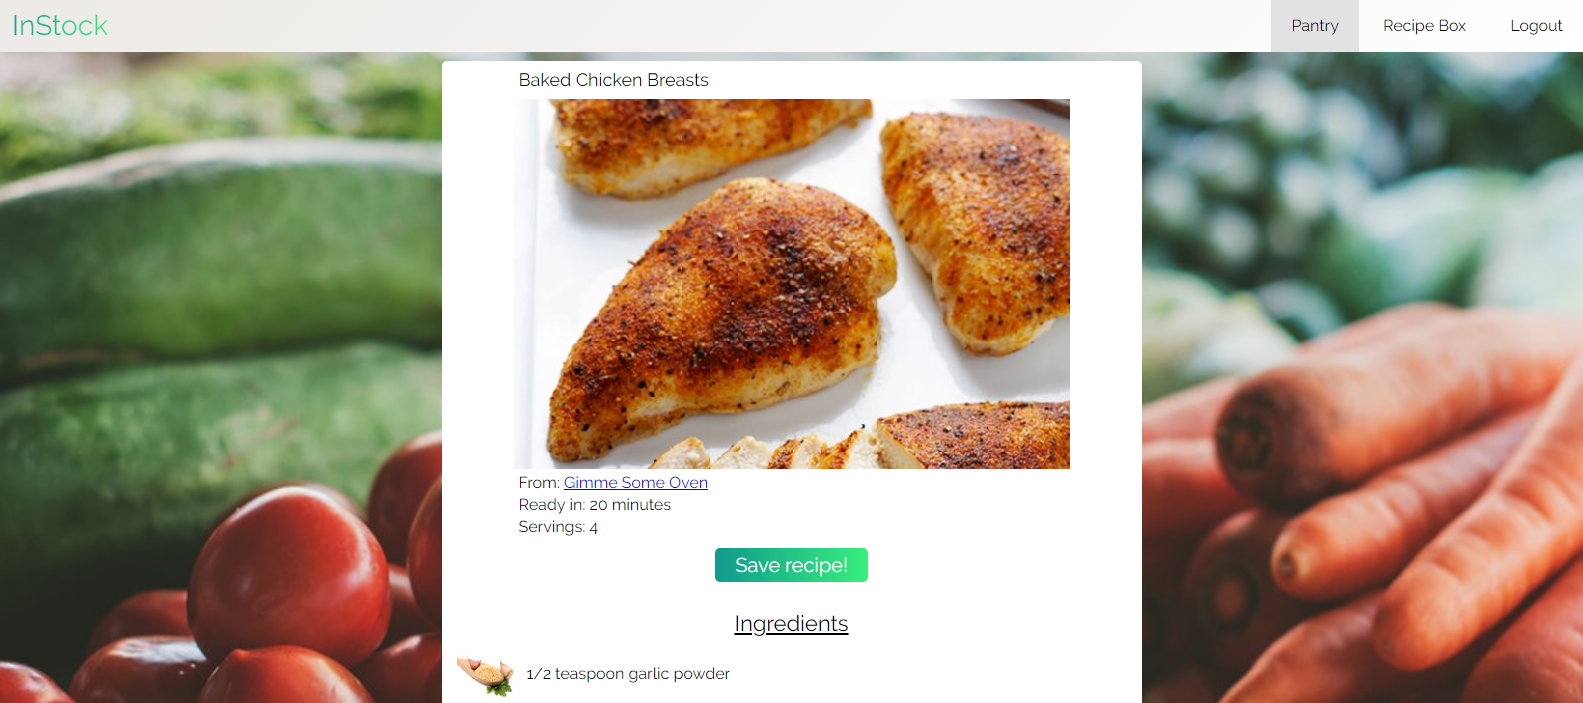 InStock
Pantry
Recipe Box
Logout
Baked Chicken Breasts
From: Gimme Some Oven
Ready in: 20 minutes
Servings: 4
Save recipe!
Ingredients
1/2 teaspoon garlic powder